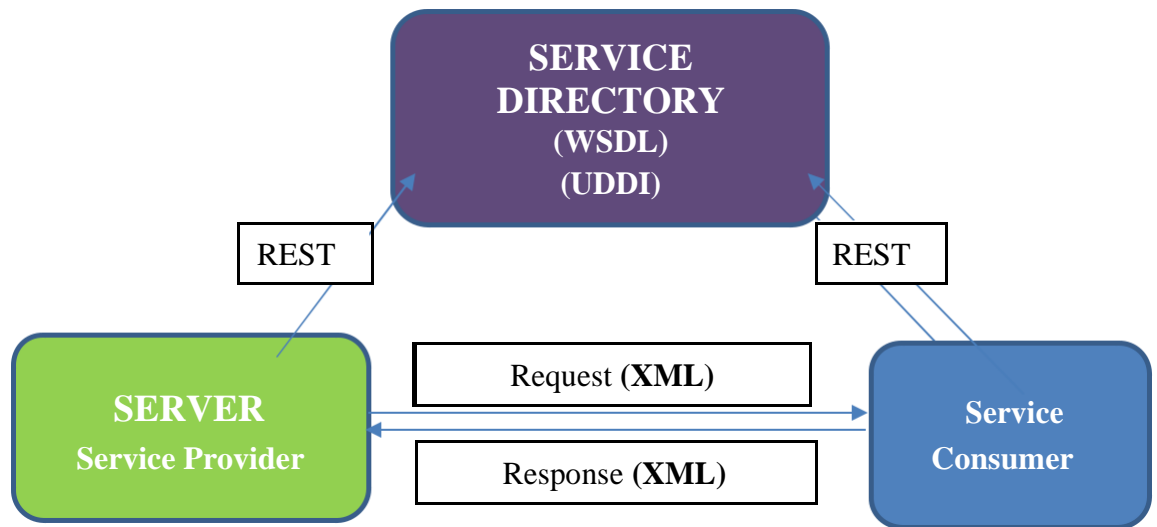 SERVICE
DIRECTORY
(WSDL)
(UDDI)
REST
REST
Request (XML)
SERVER
Service Provider
Service
Consumer
Response (XML)